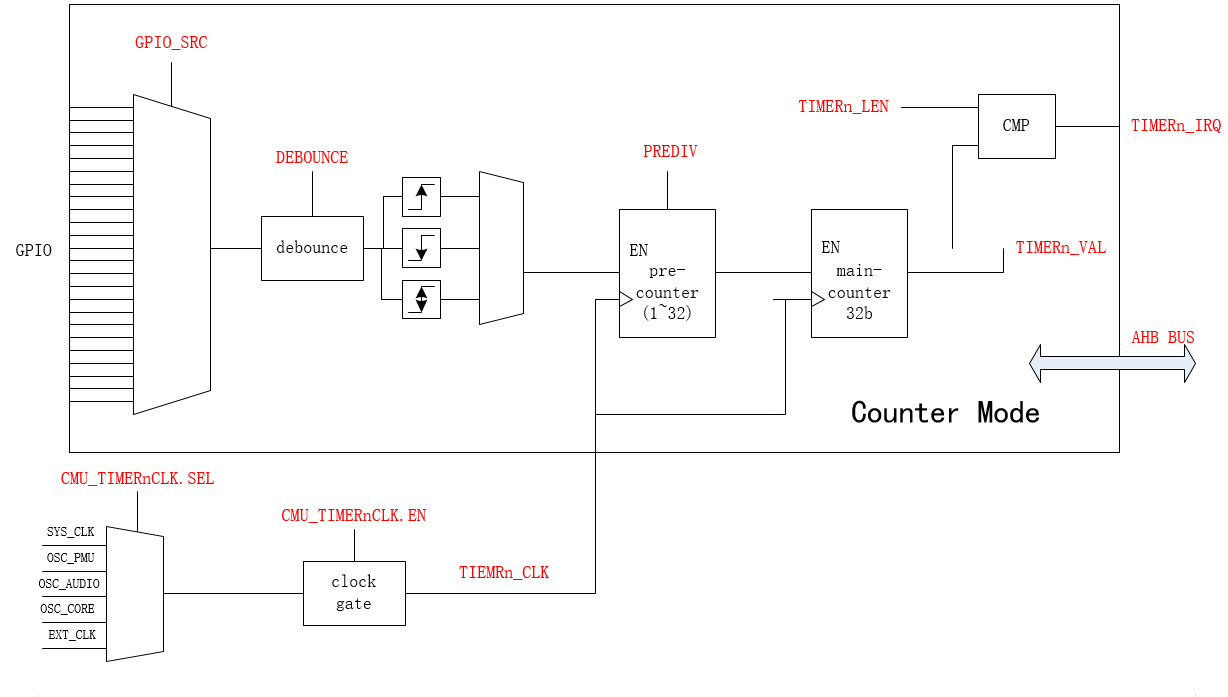 GPIO_SRC
TIMERn_LEN
CMP
TIMERn_IRQ
DEBOUNCE
PREDIV
GPIO
debounce
EN
pre-
counter
(1~32)
EN
main-
counter
32b
TIMERn_VAL
AHB BUS
Counter Mode
CMU_TIMERnCLK.SEL
CMU_TIMERnCLK.EN
SYS_CLK
OSC_PMU
OSC_AUDIO
OSC_CORE
EXT_CLK
clock
gate
TIEMRn_CLK